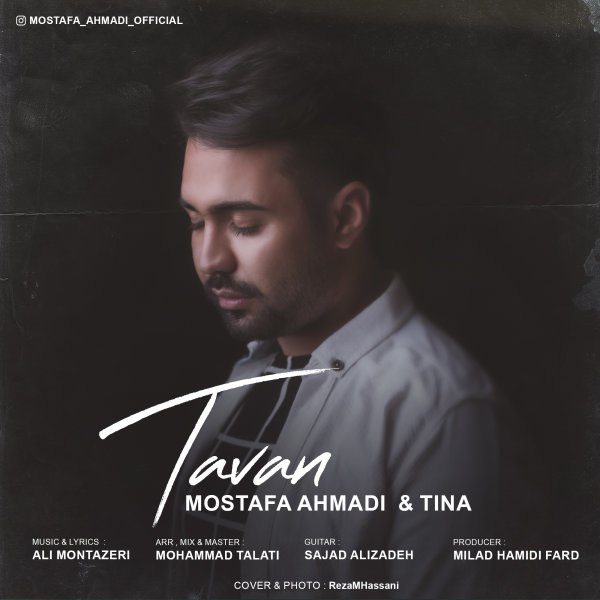 MOSTAFA_AHMADI_OFFICIAL
Tavan
MOSTAFA AHMADI & TINA
MUSIC & LYRICS :
ALI MONTAZERI
ARR , MIX & MASTER :
MOHAMMAD TALATI
GUITAR :
SAJAD ALIZADEH
PRODUCER :
MILAD HAMIDI FARD
COVER & PHOTO : RezaMHassani